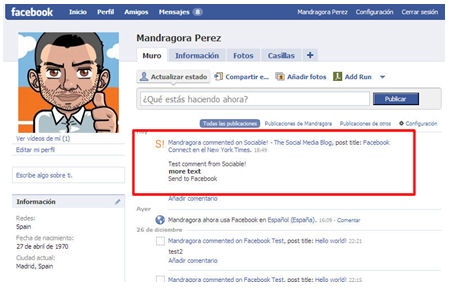 facebook Inicio Perfil Amigos Mensajes 8 Mandragora Perez Configuración Cerrar sesión
Mandragora Perez
Muro Información Fotos Casillas +
Actualizar estado Compartir e... Añadir fotos Add Run
¿Qué estás haciendo ahora? Publicar
Todas las publicaciones Publicaciones de Mandragora Publicaciones de otros Configuración
Ver vídeos de mí (1)
Editar mi perfil
Escribe algo sobre ti.
Información
Redes:
Spain
Fecha de nacimiento:
27 de abril de 1970
Ciudad actual:
Madrid, Spain
Hoy
S! Mandragora commented on Sociable! - The Social Media Blog, post title: Facebook
Connect en el New York Times. 18:49
Test comment from Sociable!
more text
Send to Facebook
Añadir comentario
Ayer
Mandragora ahora usa Facebook en Español (España). 16:09 - Comentar
26 de diciembre
Mandragora commented on Facebook Test, post title: Hello world! 22:21
test2
Añadir comentario
Mandragora commented on Facebook Test, post title: Hello world! 22:14